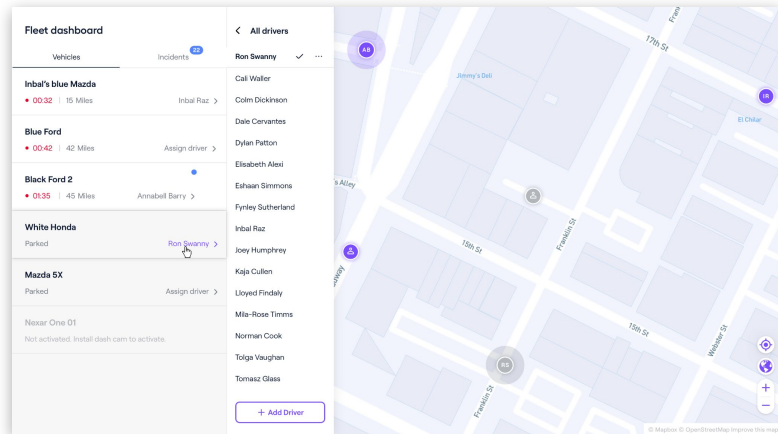 Fleet dashboard
Vehicles
Incidents
22
Inbal's blue Mazda
00:32 | 15 Miles
Inbal Raz >
Blue Ford
00:42 | 42 Miles
Assign driver >
Black Ford 2
01:35 | 45 Miles
Annabell Barry >
White Honda
Parked
Ron Swanny >
Mazda 5X
Parked
Assign driver >
Nexar One 01
Not activated. Install dash cam to activate.
< All drivers
Ron Swanny
Cali Waller
Colm Dickinson
Dale Cervantes
Dylan Patton
Elisabeth Alexi
Eshaan Simmons
Fynley Sutherland
Inbal Raz
Joey Humphrey
Kaja Cullen
Lloyed Findaly
Mila-Rose Timms
Norman Cook
Tolga Vaughan
Tomasz Glass
+ Add Driver
AB
Jimmy's Deli
17th St
Fran
IR
El Chilar
s Alley
15th St
Franklin St
dway
15th St
Webster St
RS
Franklin St
+
−
© Mapbox © OpenStreetMap Improve this map